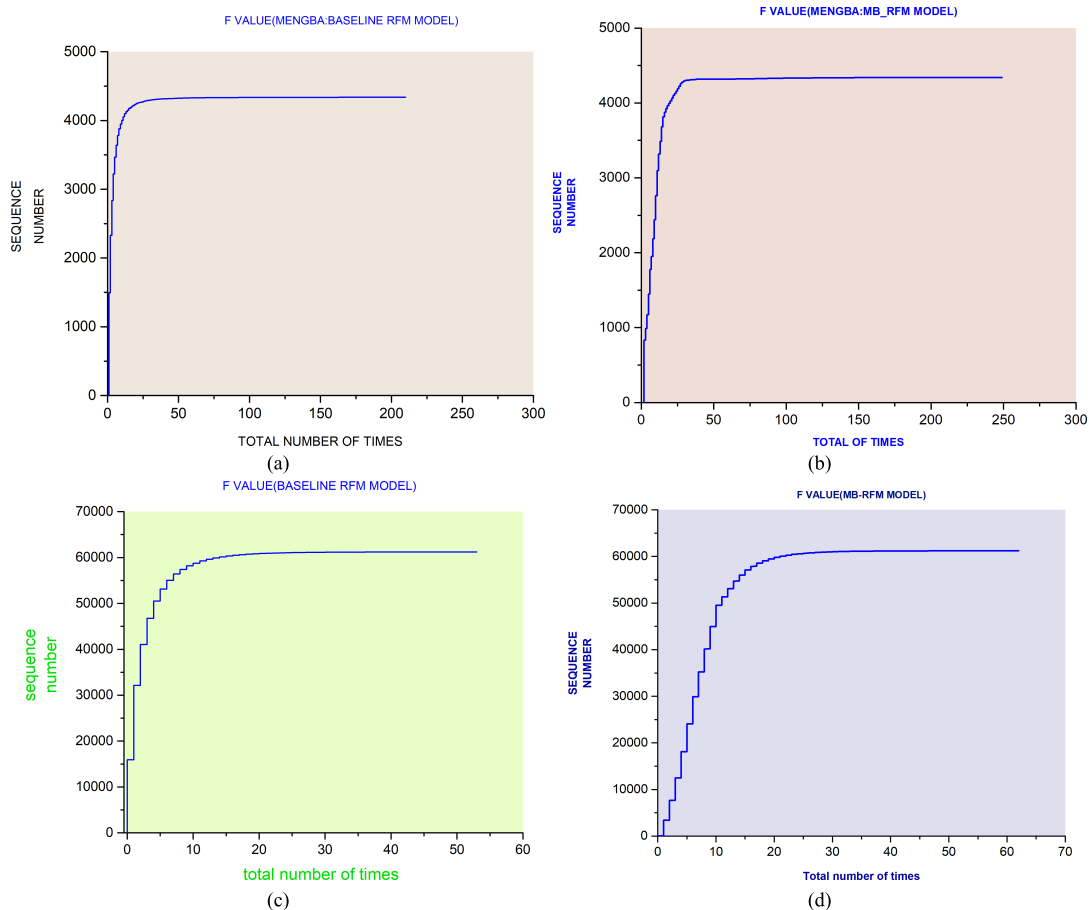 F VALUE(MENGBA:BASELINE RFM MODEL)
5000
4000
3000
2000
1000
0
SEQUENCE
NUMBER
0 50 100 150 200 250 300
TOTAL NUMBER OF TIMES
(a)
F VALUE(MENGBA:MB_RFM MODEL)
5000
4000
3000
2000
1000
0
SEQUENCE
NUMBER
0 50 100 150 200 250 300
TOTAL OF TIMES
(b)
F VALUE(BASELINE RFM MODEL)
70000
60000
50000
40000
30000
20000
10000
0
sequence
number
0 10 20 30 40 50 60
total number of times
(c)
F VALUE(MB-RFM MODEL)
70000
60000
50000
40000
30000
20000
10000
0
SEQUENCE
NUMBER
0 10 20 30 40 50 60 70
Total number of times
(d)